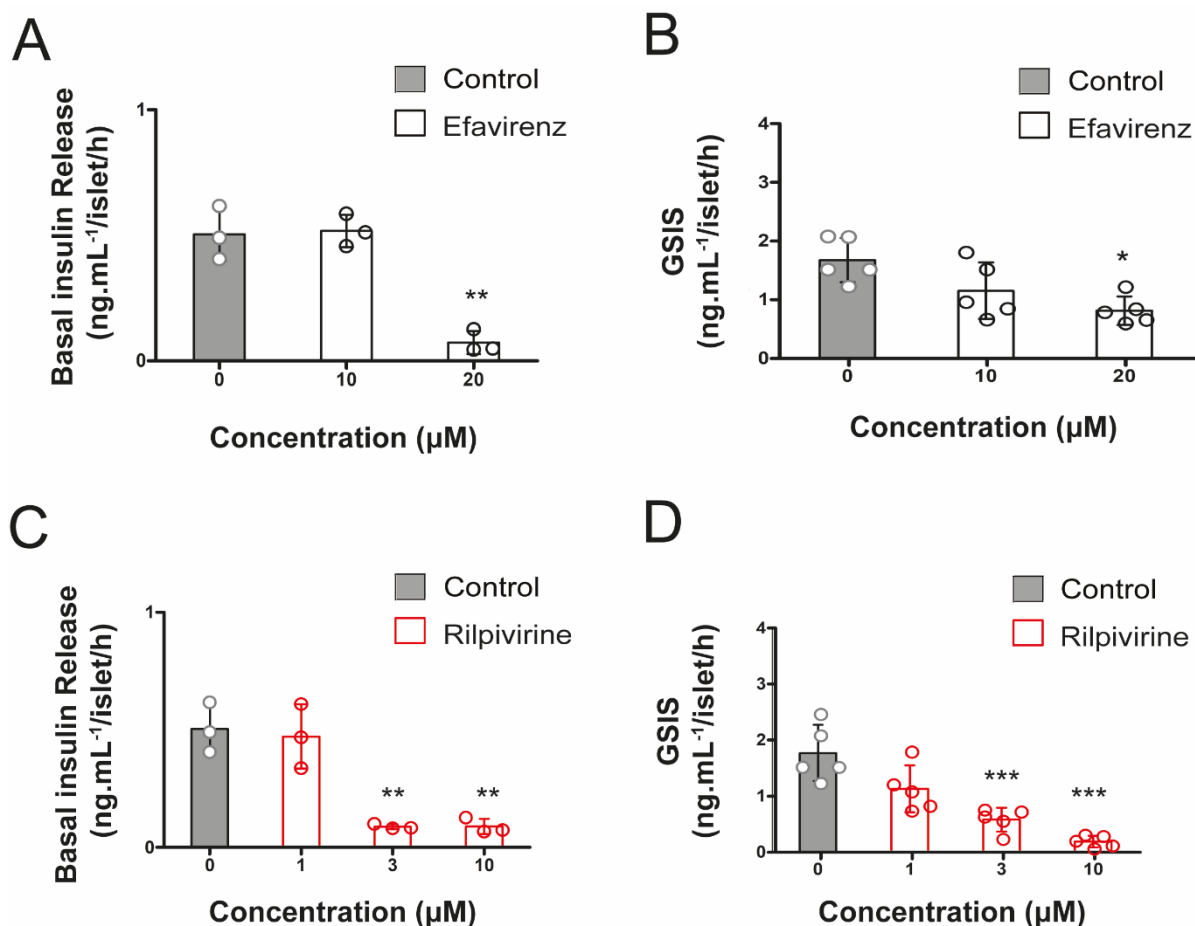 A
Basal insulin Release
(ng.mL⁻¹/islet/h)
Control
Efavirenz
1
0
**
0 10 20
Concentration (µM)
B
GSIS
(ng.mL⁻¹/islet/h)
Control
Efavirenz
4
3
2
1
0
*
0 10 20
Concentration (µM)
C
Basal insulin Release
(ng.mL⁻¹/islet/h)
Control
Rilpivirine
1
0
** **
0 1 3 10
Concentration (µM)
D
GSIS
(ng.mL⁻¹/islet/h)
Control
Rilpivirine
4
3
2
1
0
*** ***
0 1 3 10
Concentration (µM)